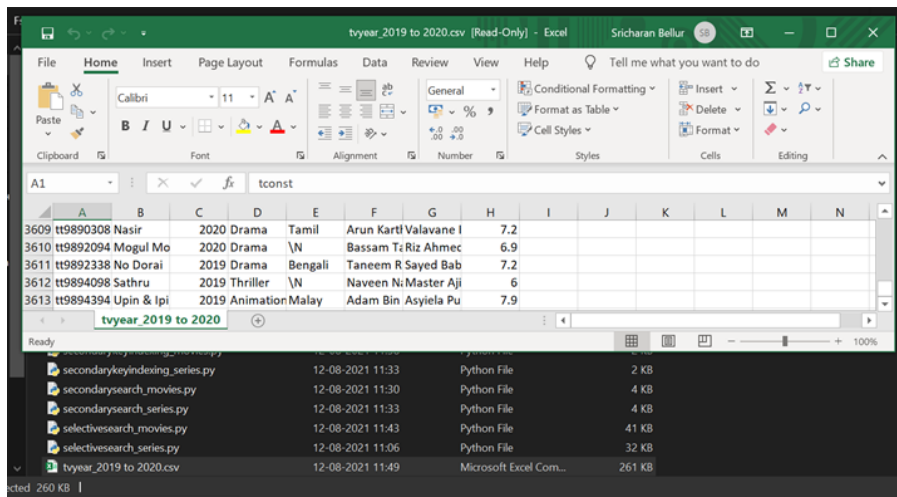 tvyear_2019 to 2020.csv [Read-Only] - Excel Sricharan Bellur SB
File Home Insert Page Layout Formulas Data Review View Help Tell me what you want to do Share
Paste Calibri 11 A A General Conditional Formatting Insert
B I U A % Format as Table Delete
Cell Styles Format
Clipboard Font Alignment Number Styles Cells Editing
A1 fx tconst
A B C D E F G H I J K L M N
3609 tt9890308 Nasir 2020 Drama Tamil Arun Kartl Valavane I 7.2
3610 tt9892094 Mogul Mo 2020 Drama \N Bassam Ta Riz Ahmec 6.9
3611 tt9892338 No Dorai 2019 Drama Bengali Taneem R Sayed Bab 7.2
3612 tt9894098 Sathru 2019 Thriller \N Naveen Na Master Aji 6
3613 tt9894394 Upin & Ipi 2019 Animation Malay Adam Bin Asyiela Pu 7.9
tvyear_2019 to 2020
Ready 100%
secondarykeyindexing_series.py 12-08-2021 11:33 Python File 2 KB
secondarysearch_movies.py 12-08-2021 11:30 Python File 4 KB
secondarysearch_series.py 12-08-2021 11:33 Python File 4 KB
selectivesearch_movies.py 12-08-2021 11:43 Python File 41 KB
selectivesearch_series.py 12-08-2021 11:06 Python File 32 KB
tvyear_2019 to 2020.csv 12-08-2021 11:49 Microsoft Excel Com... 261 KB
ected 260 KB